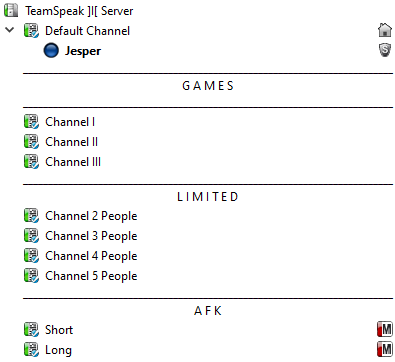 TeamSpeak ]I[ Server
Default Channel
Jesper
S
GAMES
Channel I
Channel II
Channel III
LIMITED
Channel 2 People
Channel 3 People
Channel 4 People
Channel 5 People
AFK
Short
M
Long
M